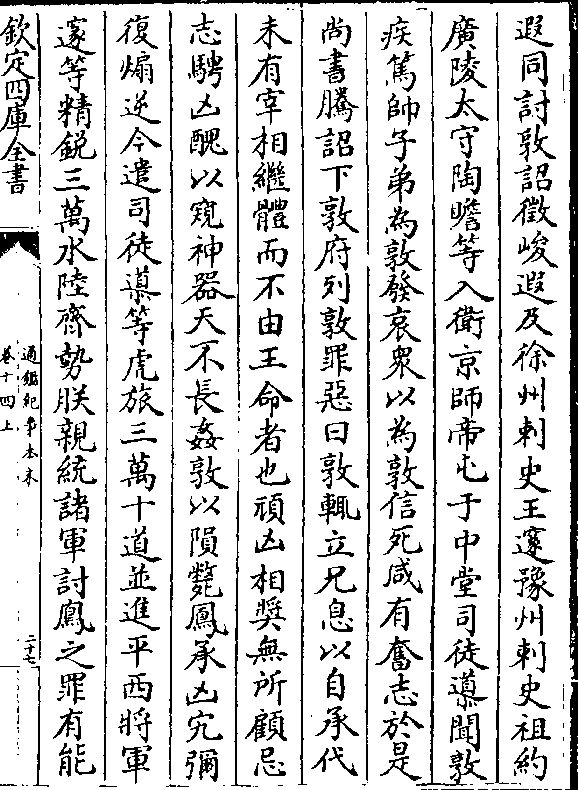 遐同討敦詔徵峻遐及徐州刺史王邃豫州刺史祖約
廣陵太守陶瞻等入衛京師帝屯于中堂司徒導聞敦
疾篤帥子弟為敦發哀衆以為敦信死咸有奮志於是
尚書騰詔下敦府列敦罪惡曰敦輒立兄息以自承代
未有宰相繼體而不由王命者也頑凶相奬無所顧忌
志騁凶醜以窺神器天不長姦敦以隕斃鳳承凶宄彌
復煽逆今遣司徒導等虎旅三萬十道並進平西將軍
邃等精鋭三萬水陸齊勢朕親統諸軍討鳳之罪有能
欽定四庫全書
通鑑紀事本末
卷十四上
二十七